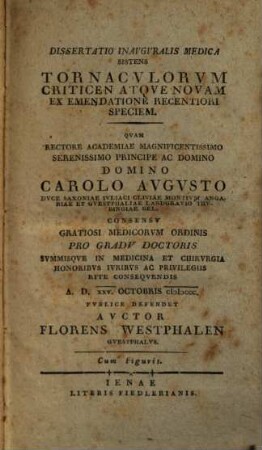 DISSERTATIO INAVGVRALIS MEDICA
SISTENS
TORNACVLORVM
CRITICEN ATQVE NOVAM
EX EMENDATIONE RECENTIORI
SPECIEM.
QVAM
RECTORE ACADEMIAE MAGNIFICENTISSIMO
SERENISSIMO PRINCIPE AC DOMINO
DOMINO
CAROLO AVGVSTO
DVCE SAXONIAE IVLIACI CLIVIAE MONTIVM ANGA-
RIAE ET GVESTPHALIAE LANDGRAVIO THV-
RINGIAE REL.
CONSENSV
GRATIOSI MEDICORVM ORDINIS
PRO GRADV DOCTORIS
SVMMISQVE IN MEDICINA ET CHIRVRGIA
HONORIBVS IVRIBVS AC PRIVILEGIIS
RITE CONSEQVENDIS
A. D. XXV. OCTOBRIS
PVBLICE DEFENDET
AVCTOR
FLORENS WESTPHALEN
GVESTPHALVS.
Cum Figuris.
IENAE
LITERIS FIEDLERIANIS.